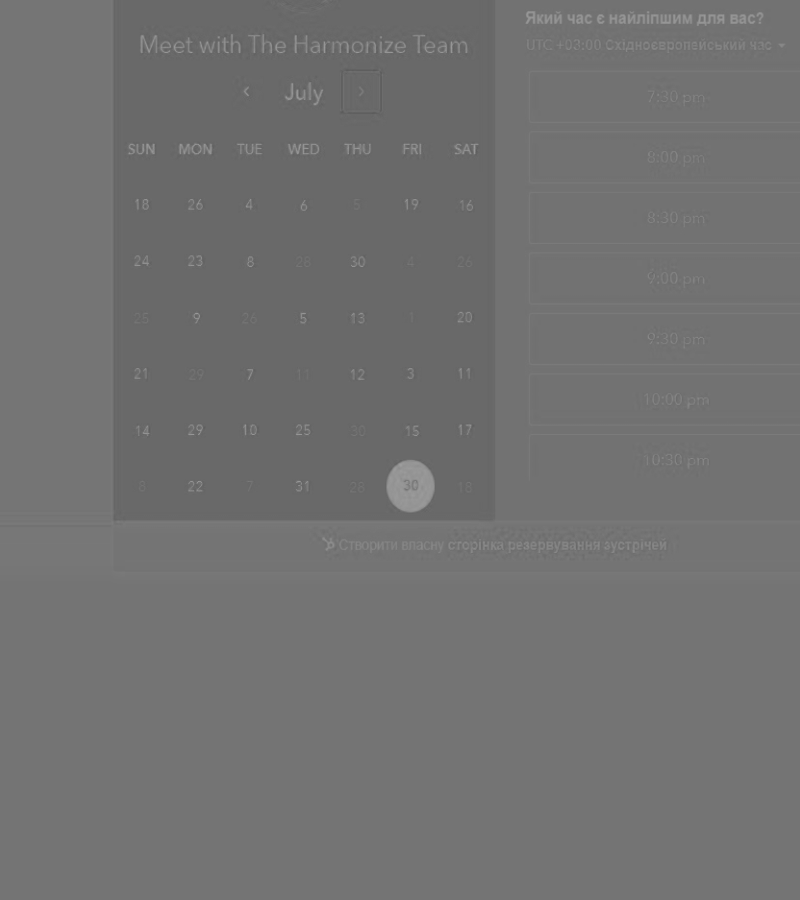 Meet with The Harmonize Team
July
SUN MON TUE WED THU FRI SAT
18 26 4 6 5 19 16
24 23 8 28 30 4 26
25 9 26 5 13 1 20
21 29 7 11 12 3 11
14 29 10 25 30 15 17
8 22 7 31 28 30 18
Який час є найліпшим для вас?
UTC +03:00 Східноєвропейський час
7:30 pm
8:00 pm
8:30 pm
9:00 pm
9:30 pm
10:00 pm
10:30 pm
Створити власну сторінка резервування зустрічей